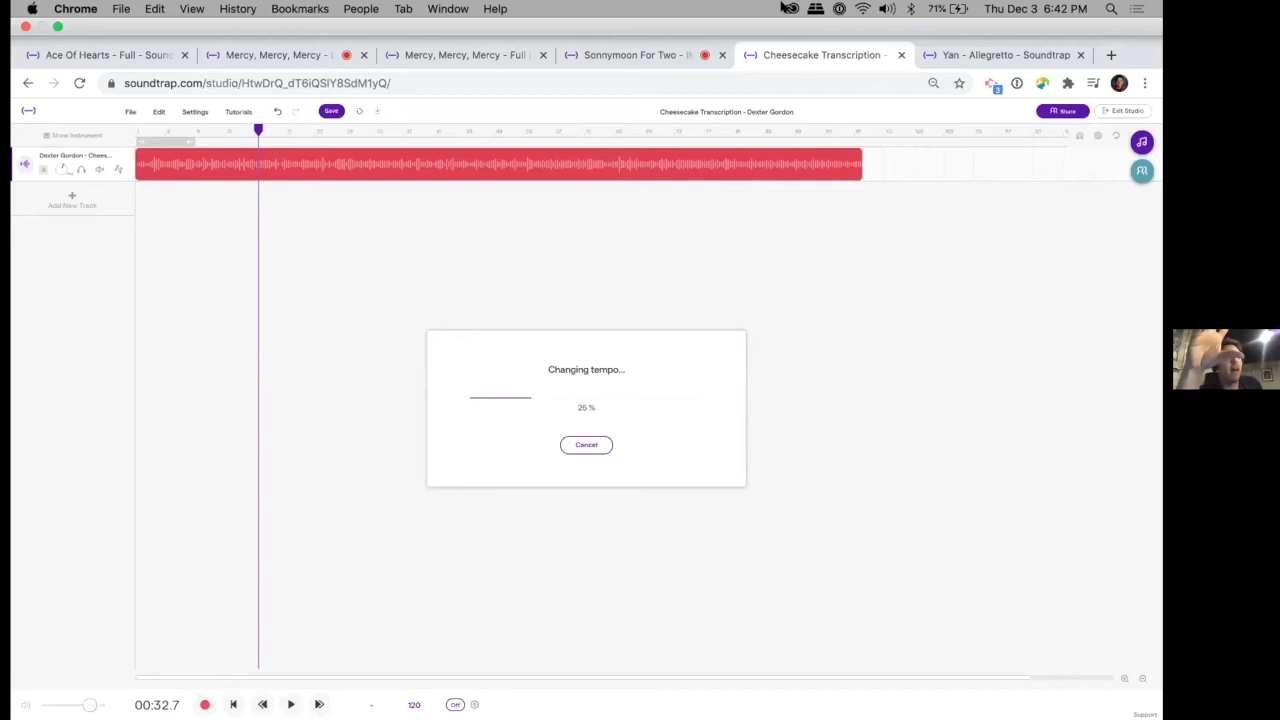 Chrome File Edit View History Bookmarks People Tab Window Help 71% Thu Dec 3 6:42 PM
Ace Of Hearts - Full - Soun Mercy, Mercy, Mercy - Mercy, Mercy, Mercy - Full Sonnymoon For Two - Cheesecake Transcription - Yan - Allegretto - Soundtrap
soundtrap.com/studio/HtwDrQ_dT6iQSlY8SdM1yQ/
3
File Edit Settings Tutorials Save Cheesecake Transcription - Dexter Gordon Share Exit Studio
Show Instrument
Dexter Gordon - Chees...
Add New Track
Changing tempo...
25 %
Cancel
00:32.7 - 120 Off
Support